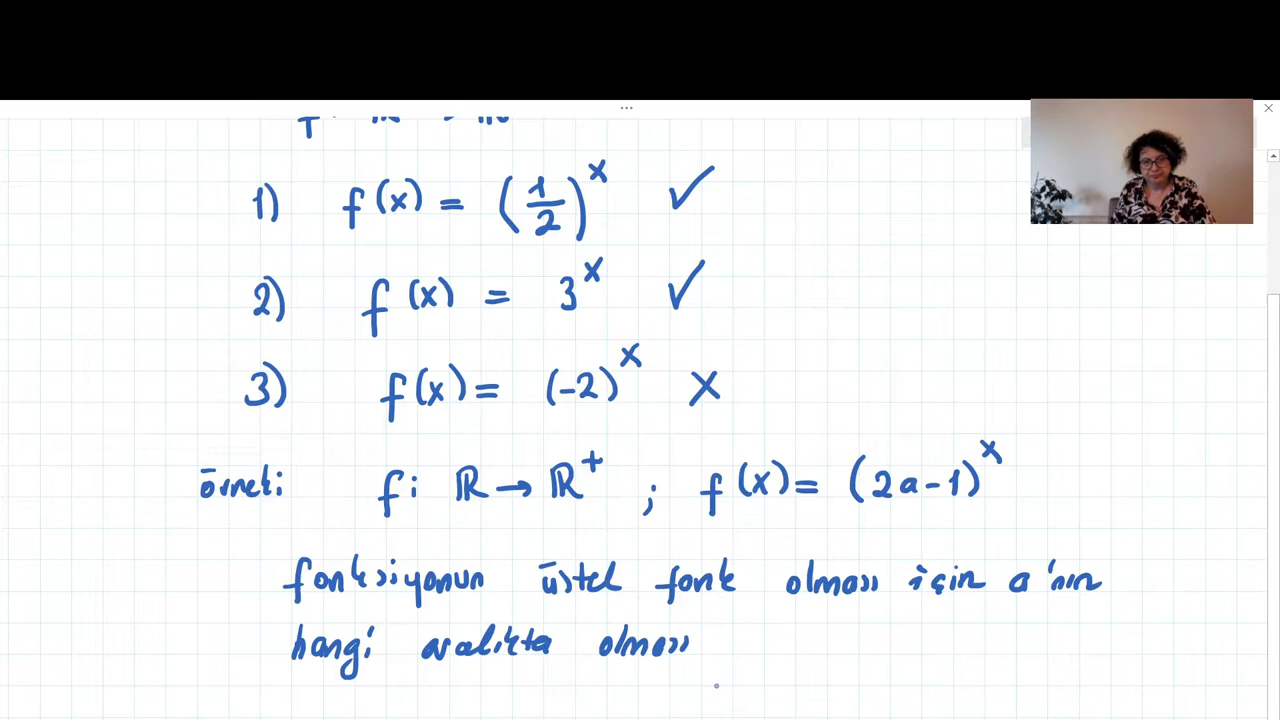 1) f(x) = (1/2)^x ✓
2) f(x) = 3^x ✓
3) f(x) = (-2)^x X
örnek: f: ℝ → ℝ⁺ ; f(x) = (2a-1)^x
fonksiyonun üstel fonk olması için a'nın
hangi aralıkta olması